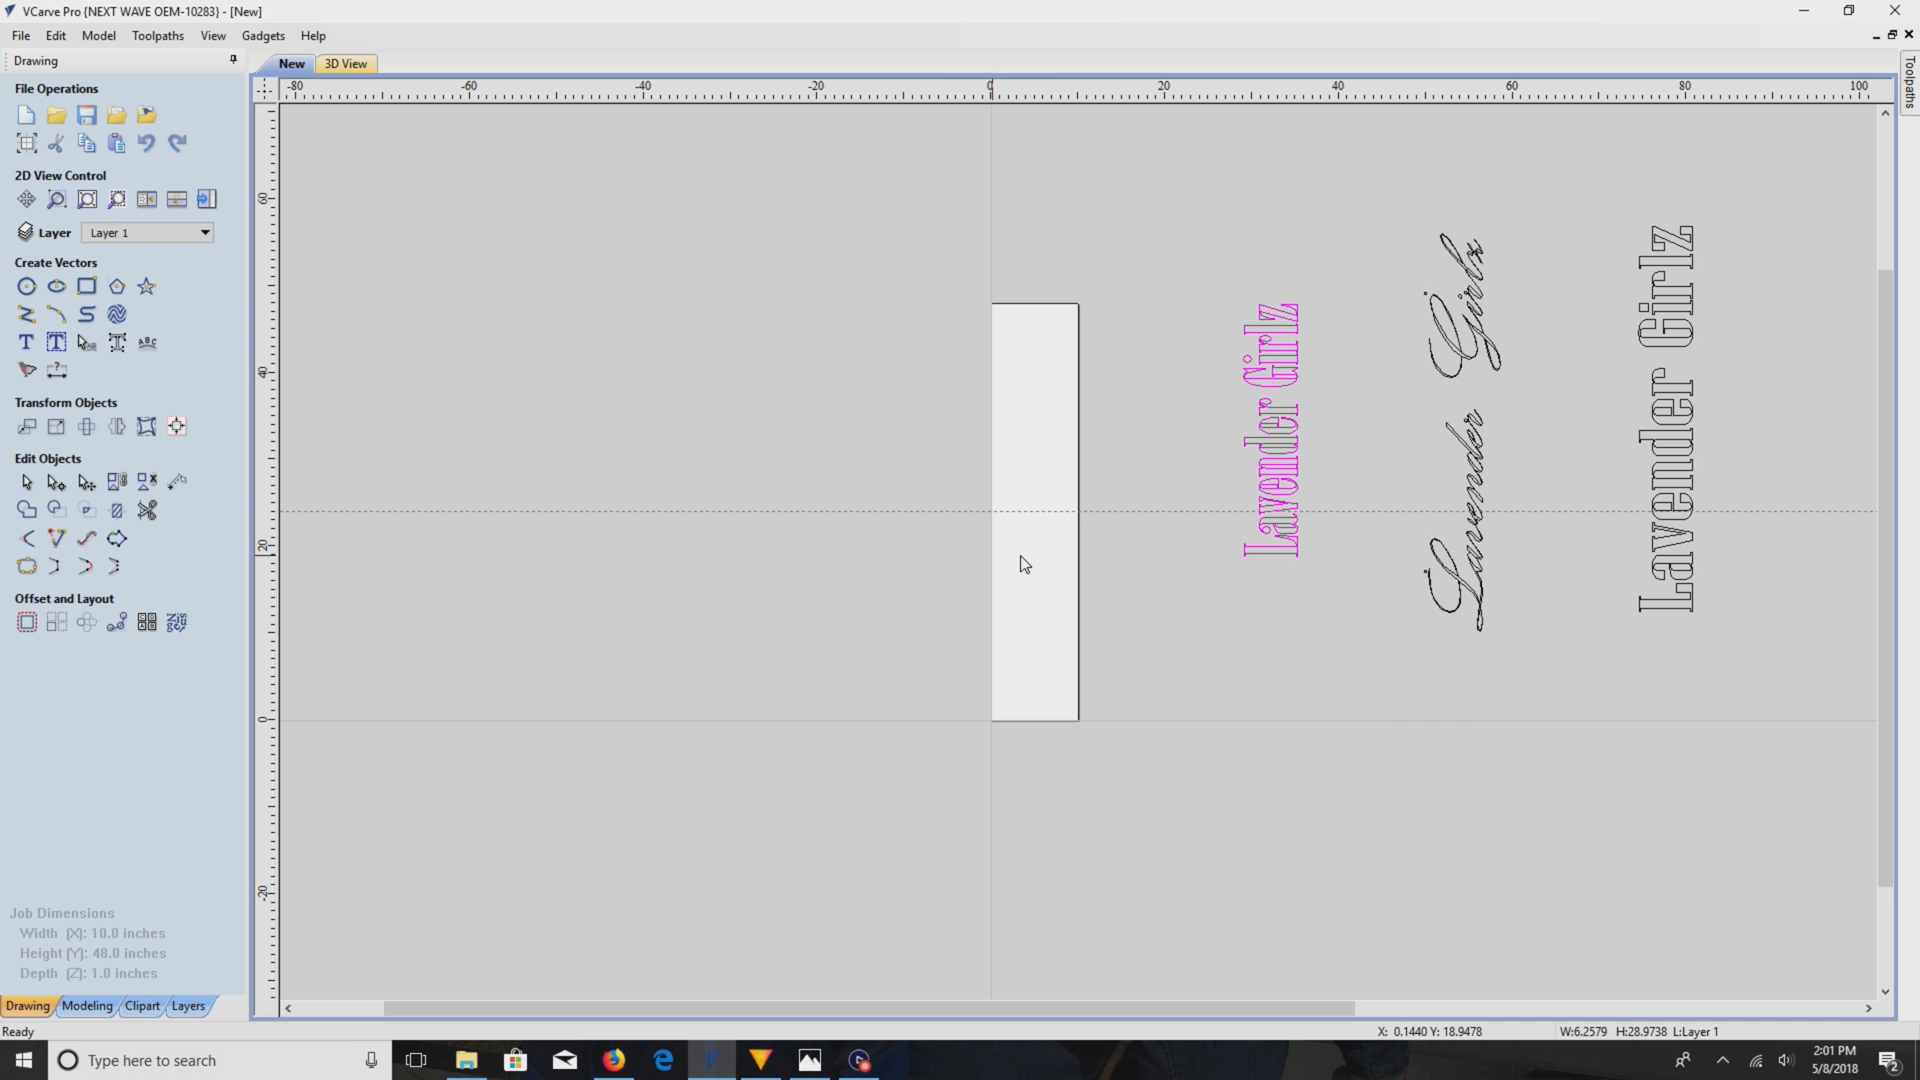 VCarve Pro {NEXT WAVE OEM-10283} - [New]
File Edit Model Toolpaths View Gadgets Help
Drawing
New 3D View
Toolpaths
File Operations
2D View Control
Layer Layer 1
Create Vectors
Transform Objects
Edit Objects
Offset and Layout
-80 -60 -40 -20 0 20 40 60 80 100
60
40
20
0
-20
Lavender Girlz
Lavender Girlz
Lavender Girlz
Job Dimensions
Width (X): 10.0 inches
Height (Y): 48.0 inches
Depth (Z): 1.0 inches
Drawing Modeling Clipart Layers
Ready
X: 0.1440 Y: 18.9478
W:6.2579 H:28.9738 L:Layer 1
Type here to search
2:01 PM
5/8/2018
2